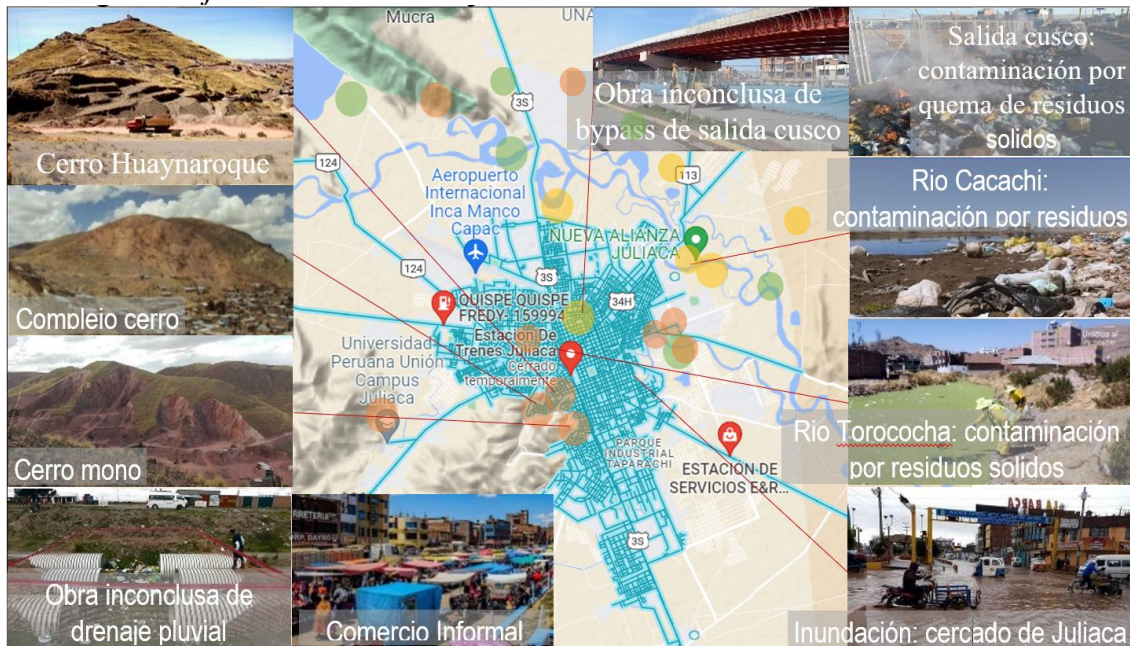 Mucra
UNA
3S
124
113
Aeropuerto
Internacional
Inca Manco
Capac
NUEVA ALIANZA
JULIACA
124
3S
34H
QUISPE QUISPE
FREDY- 159994
Estación De
Trenes Juliaca
Cerrado
temporalmente
Universidad
Peruana Unión
Campus
Juliaca
PARQUE
INDUSTRIAL
TAPARACHI
ESTACIÓN DE
SERVICIOS E&R...
3S
Cerro Huaynaroque
Complejo cerro
Cerro mono
Obra inconclusa de
drenaje pluvial
Comercio Informal
Obra inconclusa de
bypass de salida cusco
Salida cusco:
contaminación por
quema de residuos
solidos
Rio Cacachi:
contaminación por residuos
Rio Torococha: contaminación
por residuos solidos
Inundación: cercado de Juliaca